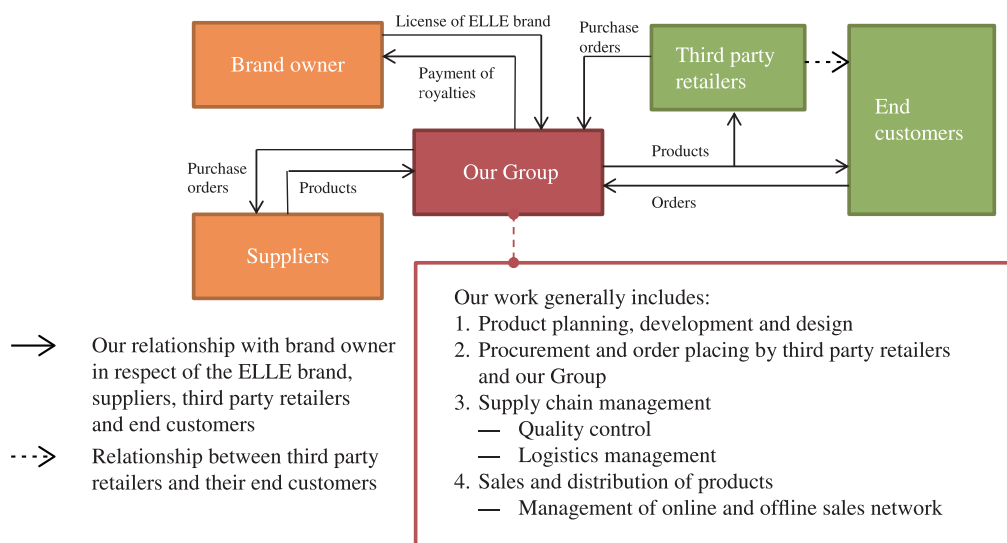 License of ELLE brand
Brand owner
Payment of
royalties
Purchase
orders
Third party
retailers
End
customers
Purchase
orders
Products
Our Group
Products
Orders
Suppliers
Our work generally includes:
1. Product planning, development and design
2. Procurement and order placing by third party retailers
and our Group
3. Supply chain management
— Quality control
— Logistics management
4. Sales and distribution of products
— Management of online and offline sales network
Our relationship with brand owner
in respect of the ELLE brand,
suppliers, third party retailers
and end customers
Relationship between third party
retailers and their end customers